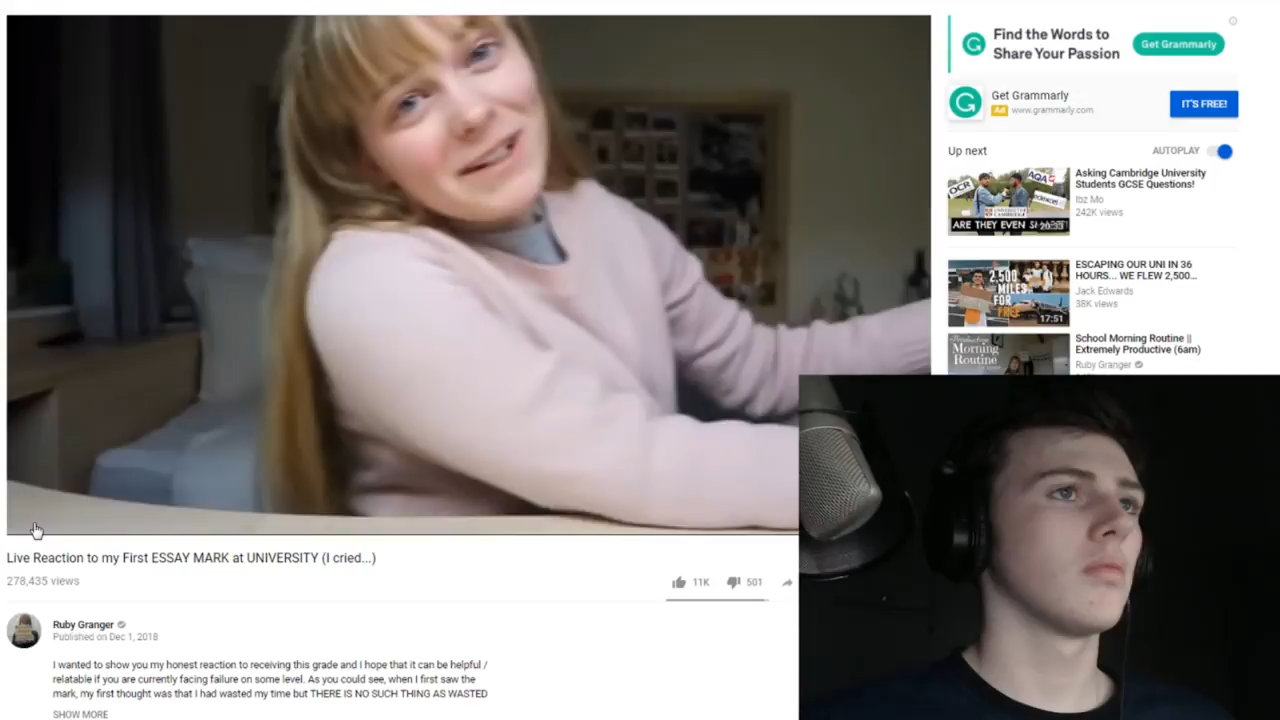 Find the Words to
Share Your Passion
Get Grammarly
Get Grammarly
Ad www.grammarly.com
IT'S FREE!
Up next
AUTOPLAY
OCR
AQA
ARE THEY EVEN
20:33
Asking Cambridge University
Students GCSE Questions!
Ibz Mo
242K views
2,500
MILES
FOR
FREE
17:51
ESCAPING OUR UNI IN 36
HOURS... WE FLEW 2,500...
Jack Edwards
38K views
Morning
Routine
School Morning Routine ||
Extremely Productive (6am)
Ruby Granger
Live Reaction to my First ESSAY MARK at UNIVERSITY (I cried...)
278,435 views
11K
501
Ruby Granger
Published on Dec 1, 2018
I wanted to show you my honest reaction to receiving this grade and I hope that it can be helpful /
relatable if you are currently facing failure on some level. As you could see, when I first saw the
mark, my first thought was that I had wasted my time but THERE IS NO SUCH THING AS WASTED
SHOW MORE